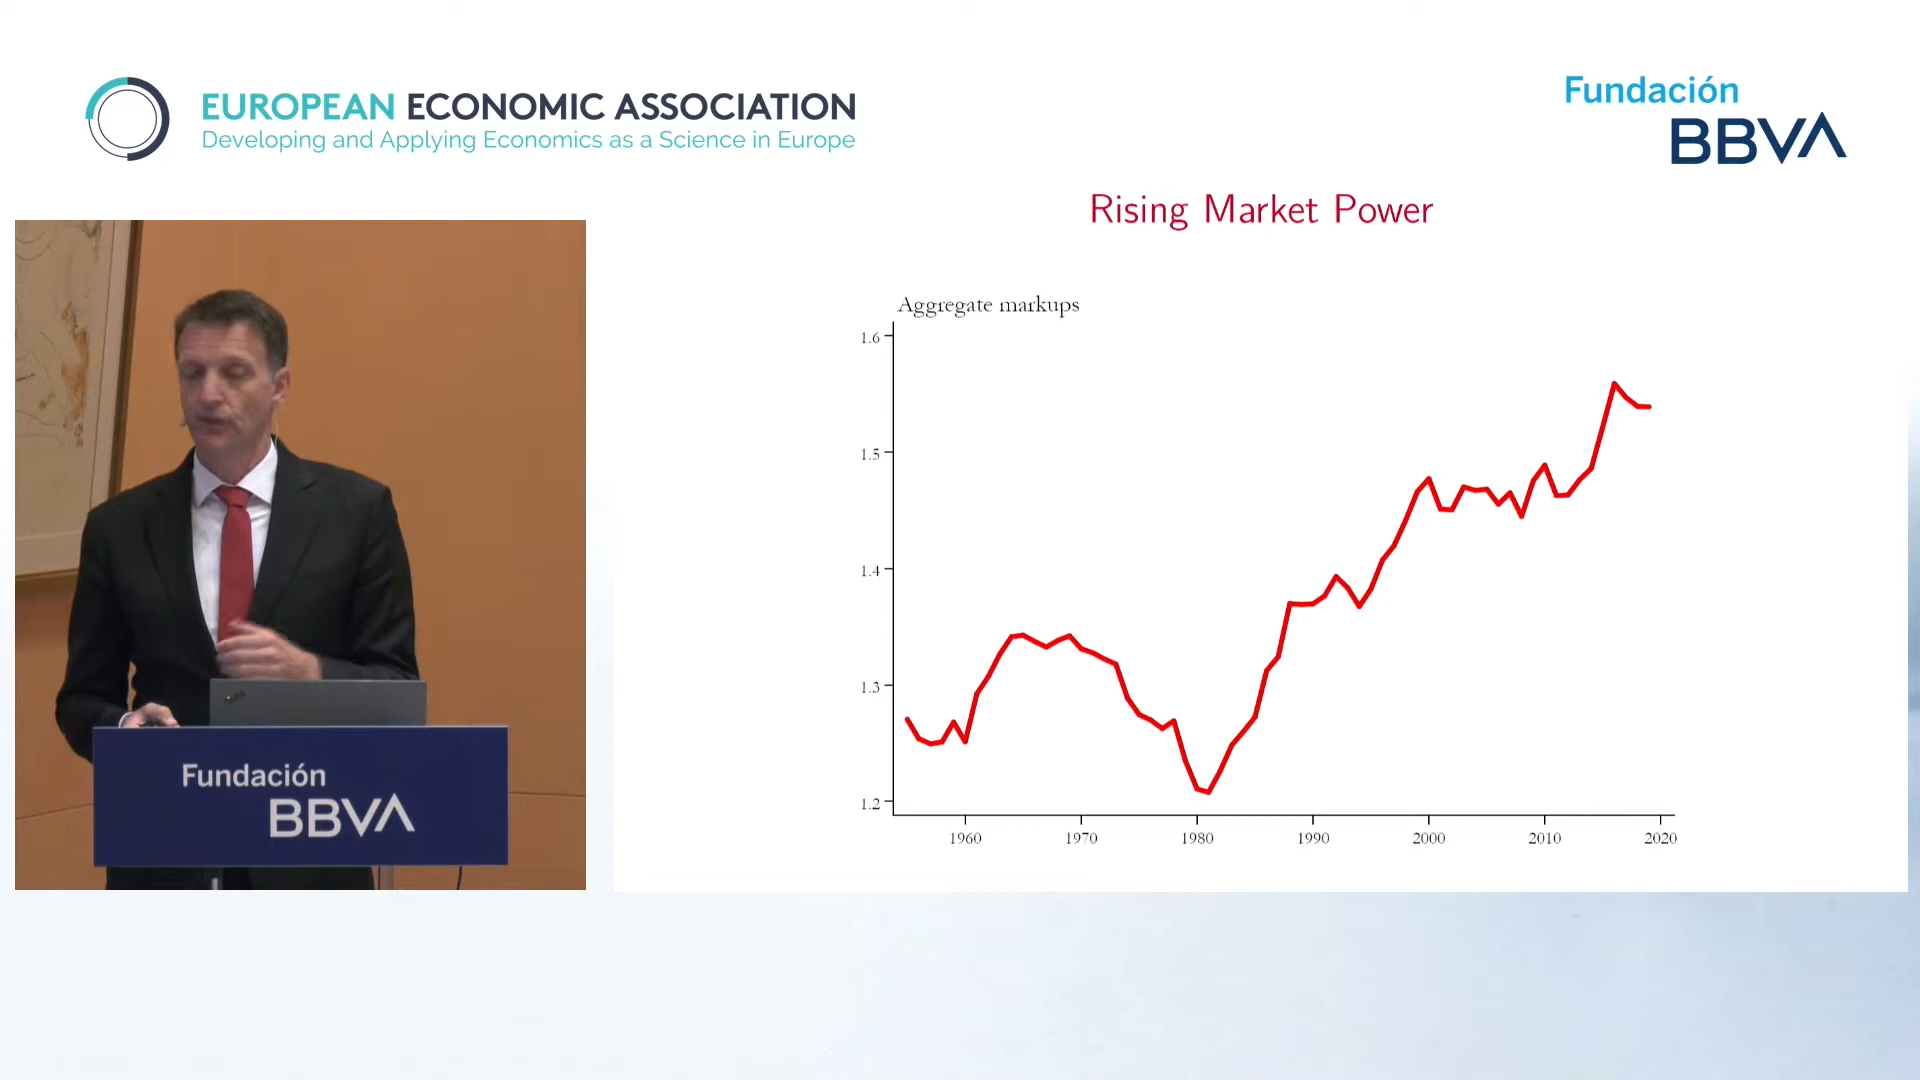 EUROPEAN ECONOMIC ASSOCIATION
Developing and Applying Economics as a Science in Europe
Fundación
BBVA
Rising Market Power
Aggregate markups
1.6
1.5
1.4
1.3
1.2
1960 1970 1980 1990 2000 2010 2020
Fundación
BBVA